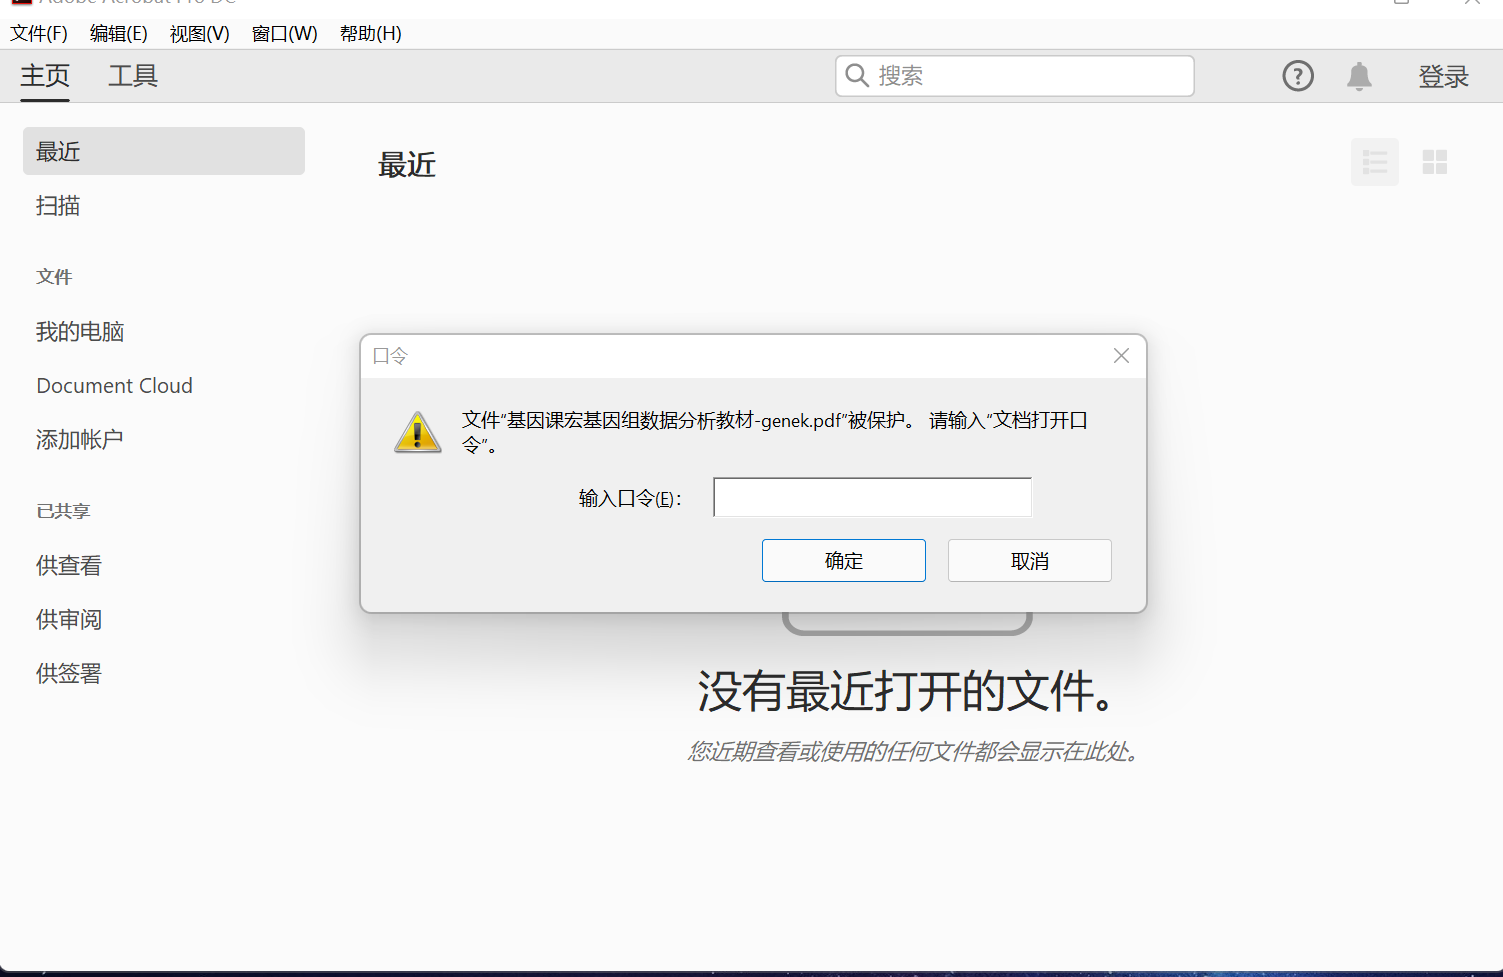 Adobe Acrobat Pro DC
文件(F) 编辑(E) 视图(V) 窗口(W) 帮助(H)
主页 工具 搜索 登录
最近
扫描
文件
我的电脑
Document Cloud
添加帐户
已共享
供查看
供审阅
供签署
最近
口令
文件“基因课宏基因组数据分析教材-genek.pdf”被保护。 请输入“文档打开口
令”。
输入口令(E)：
确定 取消
没有最近打开的文件。
您近期查看或使用的任何文件都会显示在此处。